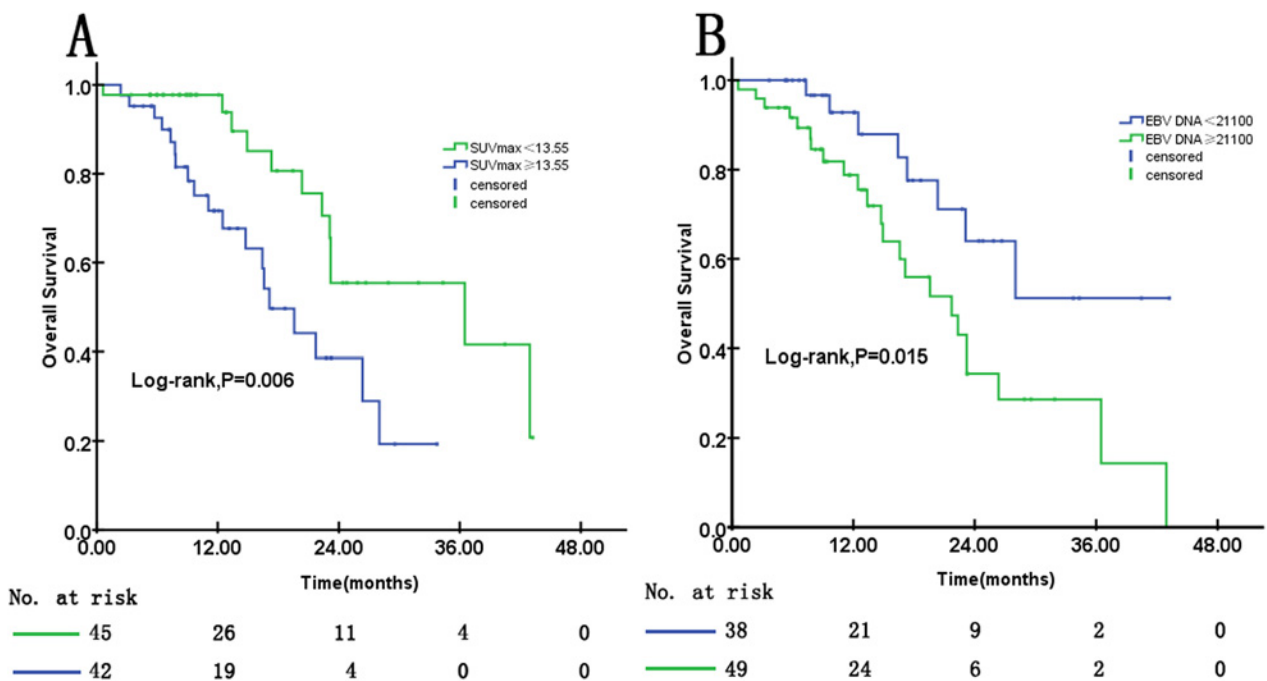 A
1.0
0.8
0.6
0.4
0.2
0.0
Overall Survival
SUVmax<13.55
SUVmax≥13.55
censored
censored
Log-rank,P=0.006
0.00 12.00 24.00 36.00 48.00
Time(months)
No. at risk
45 26 11 4 0
42 19 4 0 0
B
1.0
0.8
0.6
0.4
0.2
0.0
Overall Survival
EBV DNA<21100
EBV DNA≥21100
censored
censored
Log-rank,P=0.015
0.00 12.00 24.00 36.00 48.00
Time(months)
No. at risk
38 21 9 2 0
49 24 6 2 0